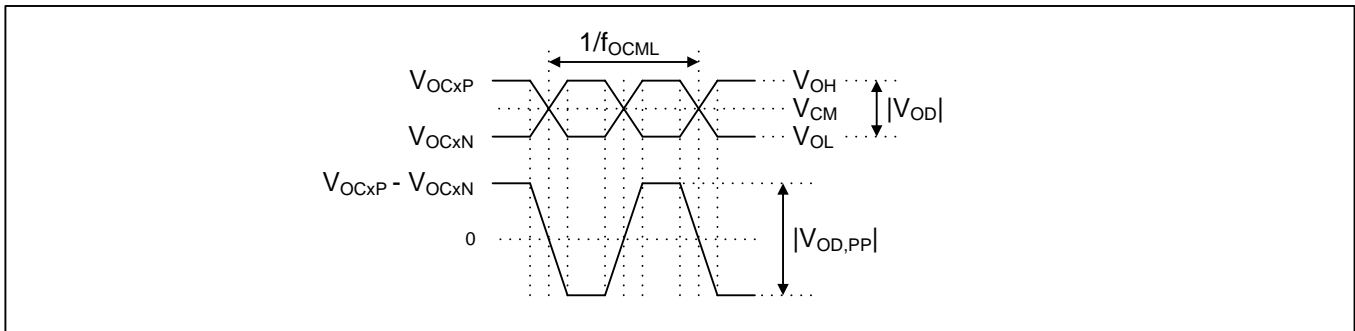 1/fOCML
VOCxP
VOH
VCM
|VOD|
VOCxN
VOL
VOCxP - VOCxN
0
|VOD,PP|